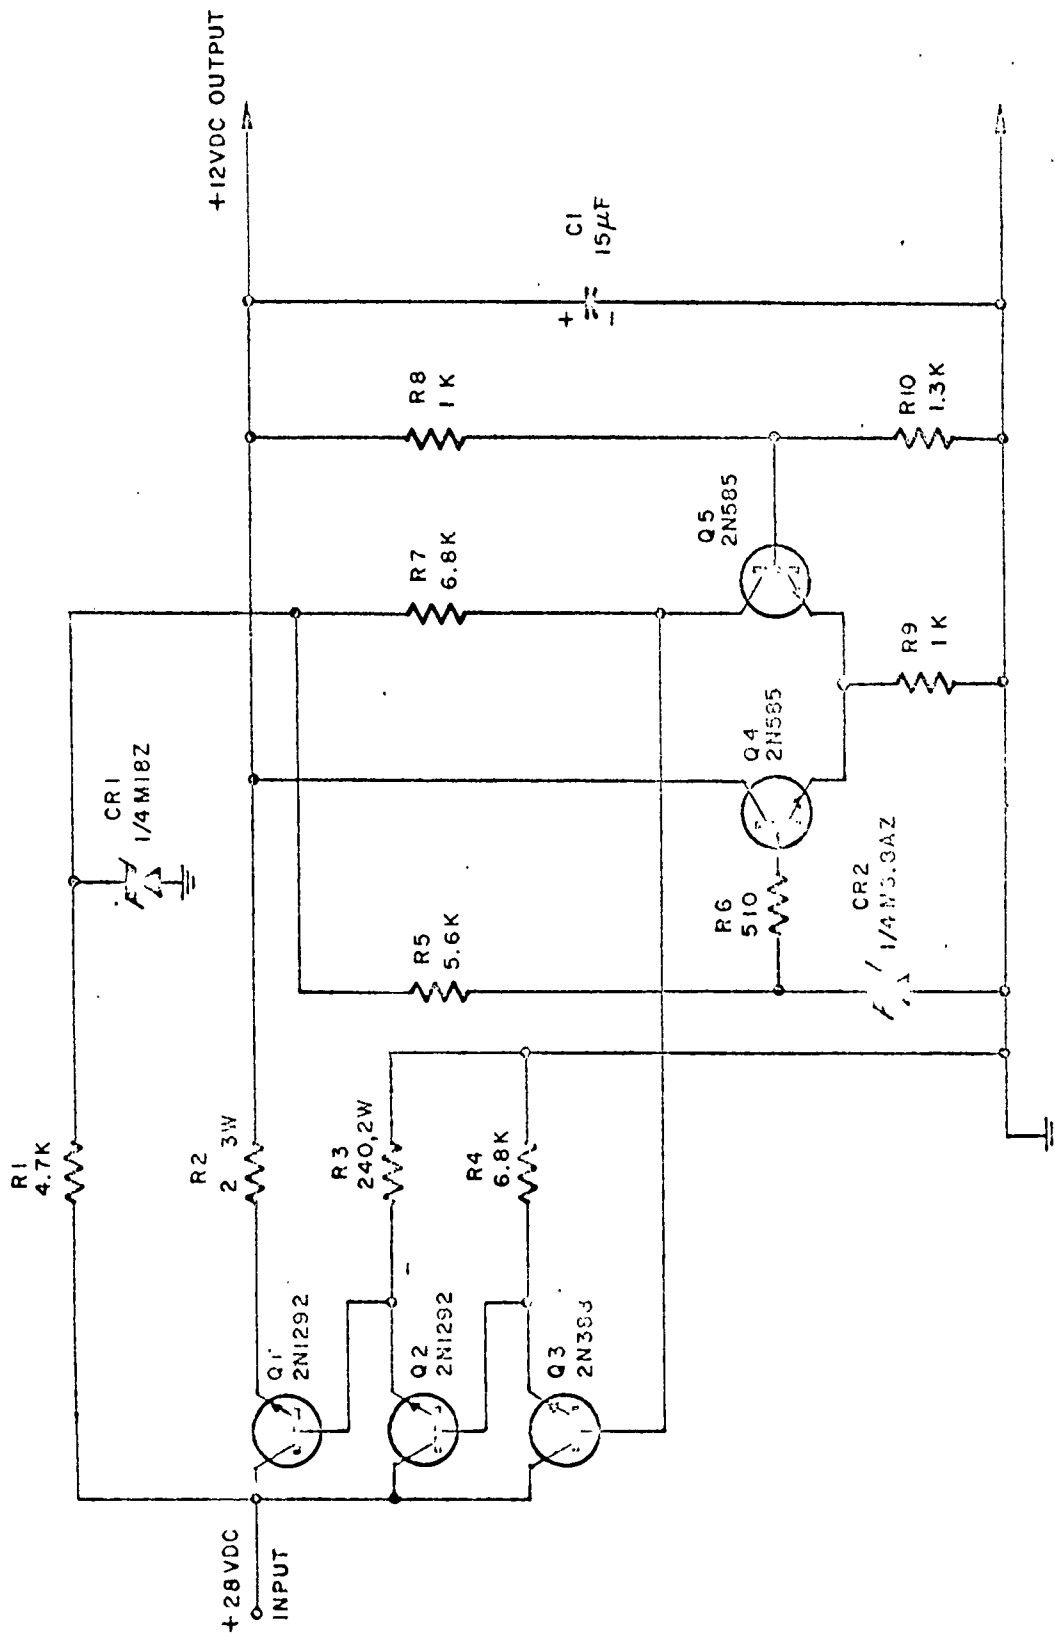 +28VDC
INPUT
R1
4.7K
R2
2 3W
R3
240,2W
R4
6.8K
Q1
2N1292
Q2
2N1292
Q3
CR1
1/4M18Z
R5
5.6K
R6
510
CR2
Q4
2N585
R7
6.8K
Q5
2N585
R8
1K
R9
1K
R10
1.3K
C1
15µF
+
-
+12VDC OUTPUT